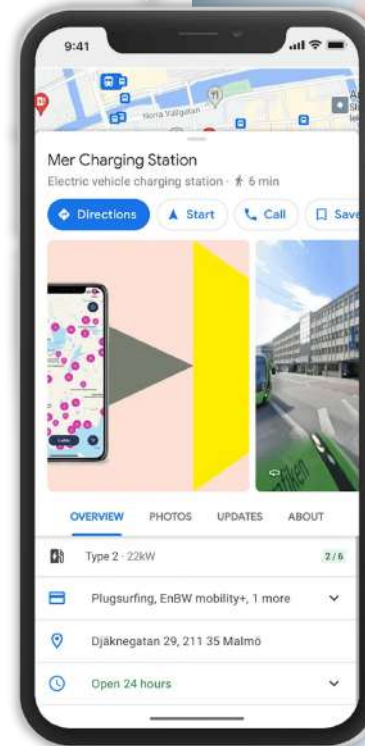 9:41
Norra Vallgatan
Mer Charging Station
Electric vehicle charging station · 6 min
Directions
Start
Call
Save
OVERVIEW
PHOTOS
UPDATES
ABOUT
Type 2 · 22kW
2/6
Plugsurfing, EnBW mobility+, 1 more
Djäknegatan 29, 211 35 Malmö
Open 24 hours